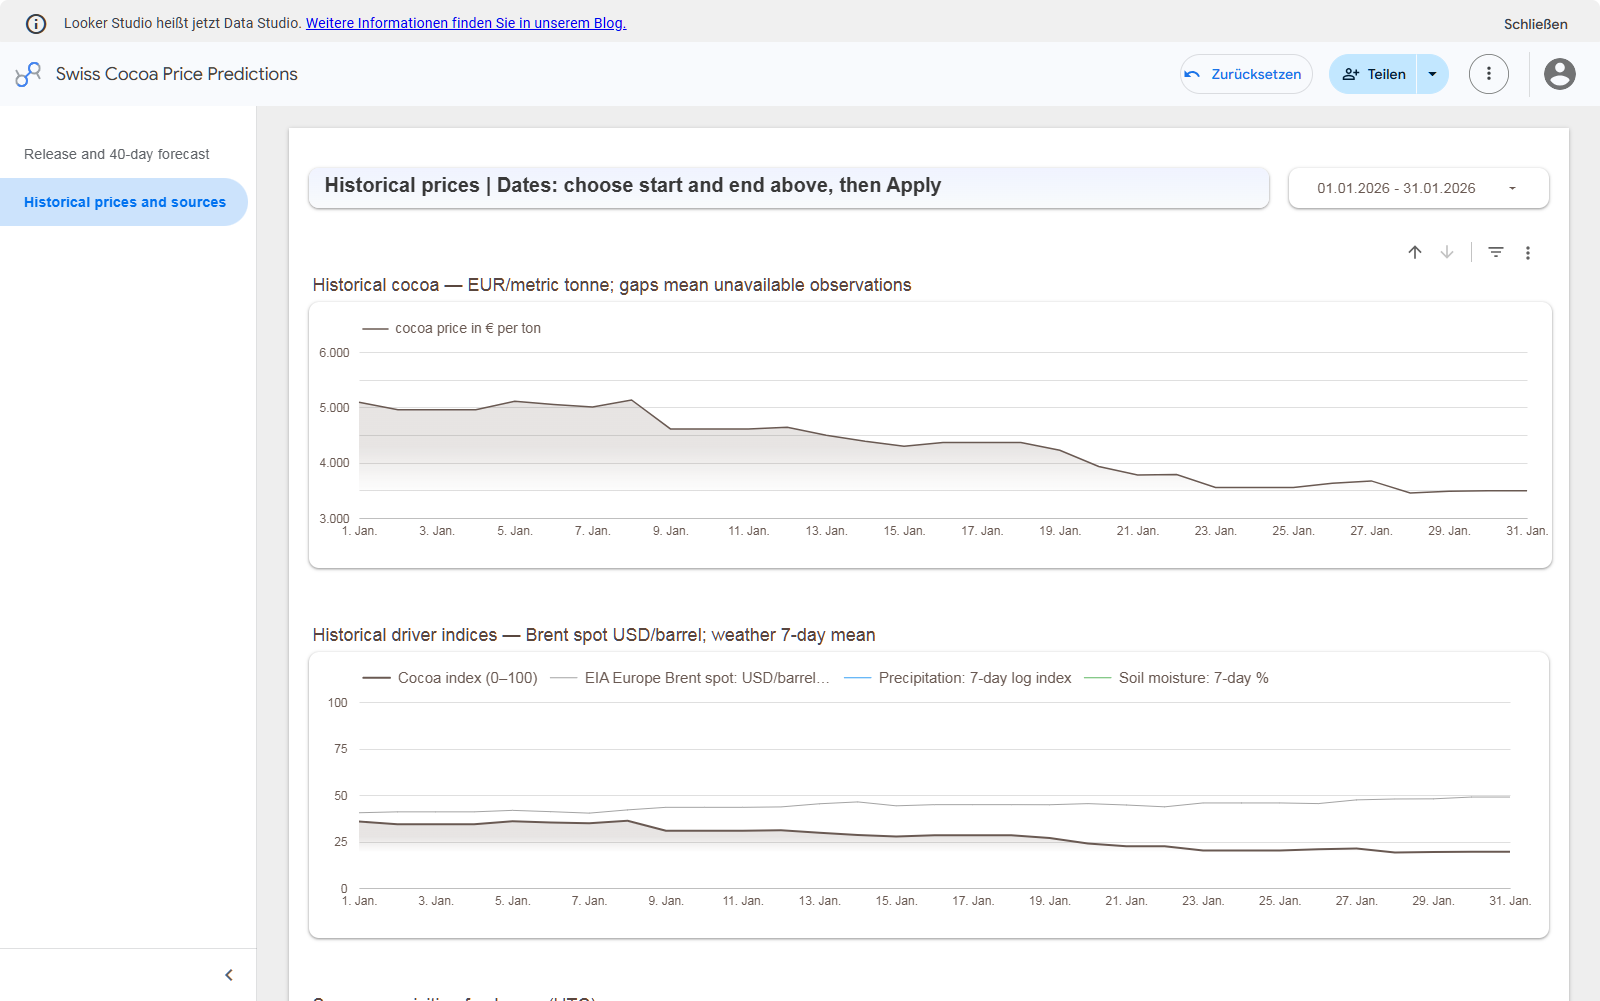 Looker Studio heißt jetzt Data Studio. Weitere Informationen finden Sie in unserem Blog.
Schließen
Swiss Cocoa Price Predictions
Zurücksetzen
Teilen
Release and 40-day forecast
Historical prices and sources
Historical prices | Dates: choose start and end above, then Apply
01.01.2026 - 31.01.2026
Historical cocoa — EUR/metric tonne; gaps mean unavailable observations
cocoa price in € per ton
6.000
5.000
4.000
3.000
1. Jan. 3. Jan. 5. Jan. 7. Jan. 9. Jan. 11. Jan. 13. Jan. 15. Jan. 17. Jan. 19. Jan. 21. Jan. 23. Jan. 25. Jan. 27. Jan. 29. Jan. 31. Jan.
Historical driver indices — Brent spot USD/barrel; weather 7-day mean
Cocoa index (0–100) EIA Europe Brent spot: USD/barrel… Precipitation: 7-day log index Soil moisture: 7-day %
100
75
50
25
0
1. Jan. 3. Jan. 5. Jan. 7. Jan. 9. Jan. 11. Jan. 13. Jan. 15. Jan. 17. Jan. 19. Jan. 21. Jan. 23. Jan. 25. Jan. 27. Jan. 29. Jan. 31. Jan.